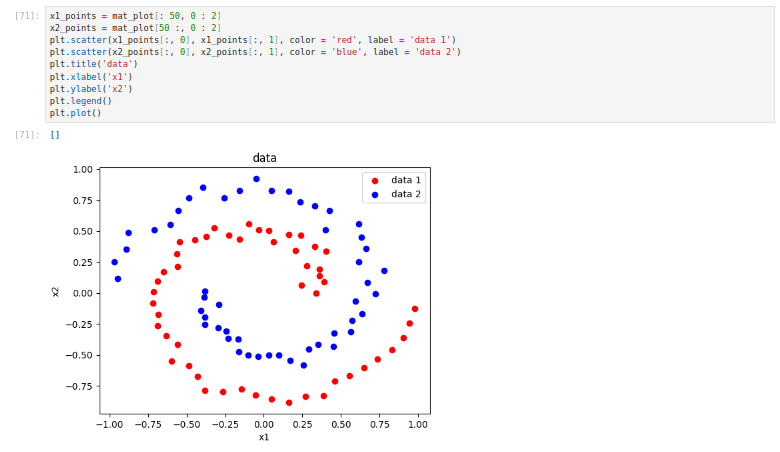 [71]: x1_points = mat_plot[: 50, 0 : 2]
x2_points = mat_plot[50 :, 0 : 2]
plt.scatter(x1_points[:, 0], x1_points[:, 1], color = 'red', label = 'data 1')
plt.scatter(x2_points[:, 0], x2_points[:, 1], color = 'blue', label = 'data 2')
plt.title('data')
plt.xlabel('x1')
plt.ylabel('x2')
plt.legend()
plt.plot()
[71]: []
data
1.00
0.75
0.50
0.25
0.00
−0.25
−0.50
−0.75
x2
data 1
data 2
−1.00 −0.75 −0.50 −0.25 0.00 0.25 0.50 0.75 1.00
x1